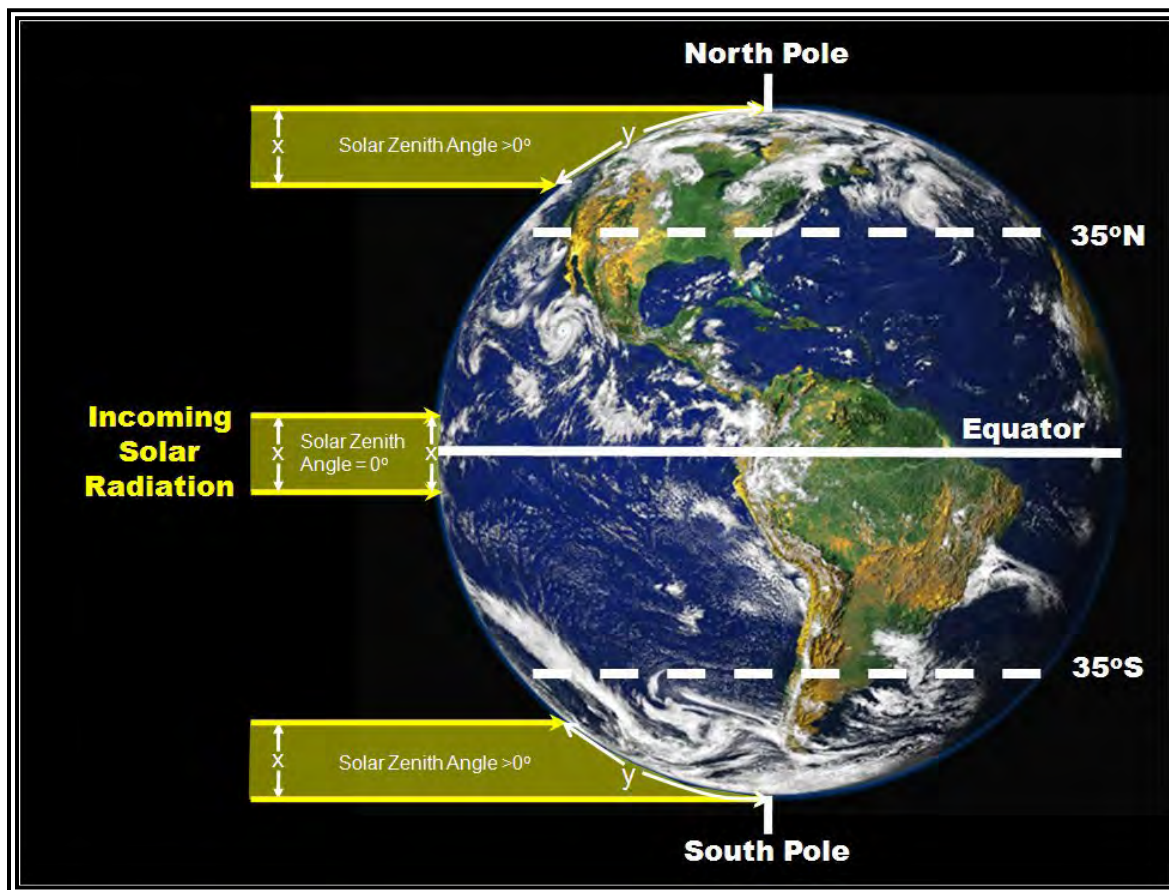 North Pole
x
Solar Zenith Angle >0º
y
35ºN
Incoming
Solar
Radiation
x
Solar Zenith
Angle = 0º
x
Equator
35ºS
x
Solar Zenith Angle >0º
y
South Pole